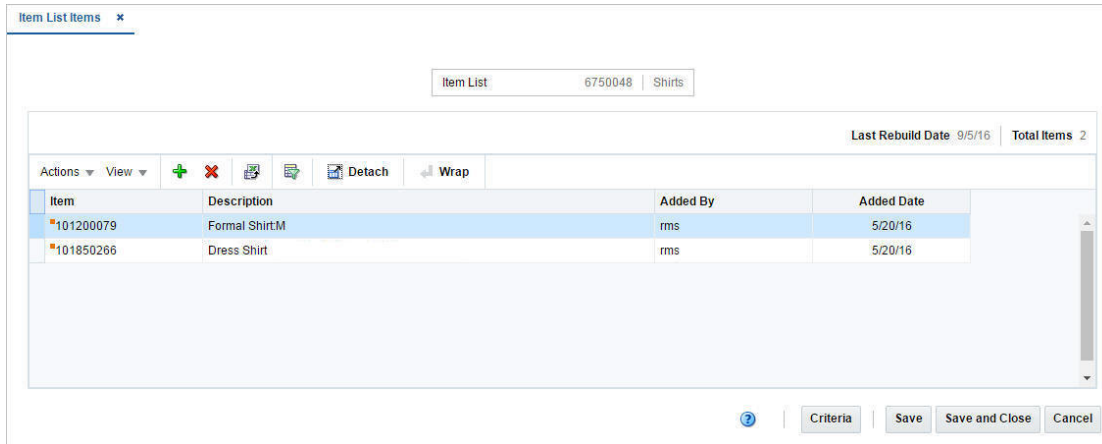 Item List Items ×
Item List 6750048 Shirts
Last Rebuild Date 9/5/16 Total Items 2
Actions View Detach Wrap
Item Description Added By Added Date
101200079 Formal Shirt:M rms 5/20/16
101850266 Dress Shirt rms 5/20/16
? Criteria Save Save and Close Cancel